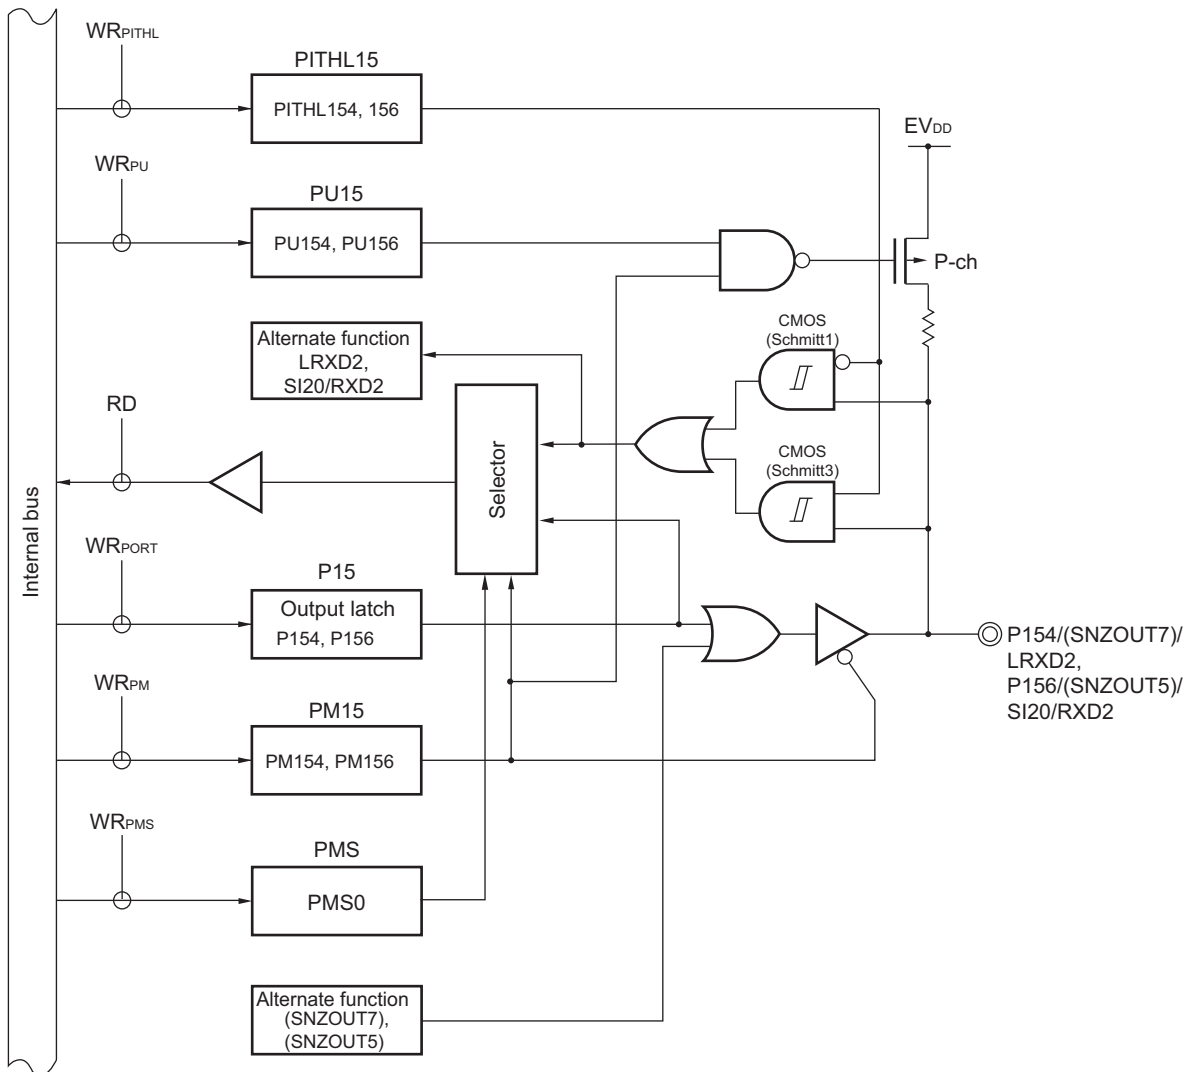 WRPITHL
PITHL15
PITHL154, 156
EVDD
WRPU
PU15
PU154, PU156
P-ch
CMOS
(Schmitt1)
Alternate function
LRXD2,
SI20/RXD2
RD
Selector
CMOS
(Schmitt3)
Internal bus
WRPORT
P15
Output latch
P154, P156
P154/(SNZOUT7)/
LRXD2,
P156/(SNZOUT5)/
SI20/RXD2
WRPM
PM15
PM154, PM156
WRPMS
PMS
PMS0
Alternate function
(SNZOUT7),
(SNZOUT5)